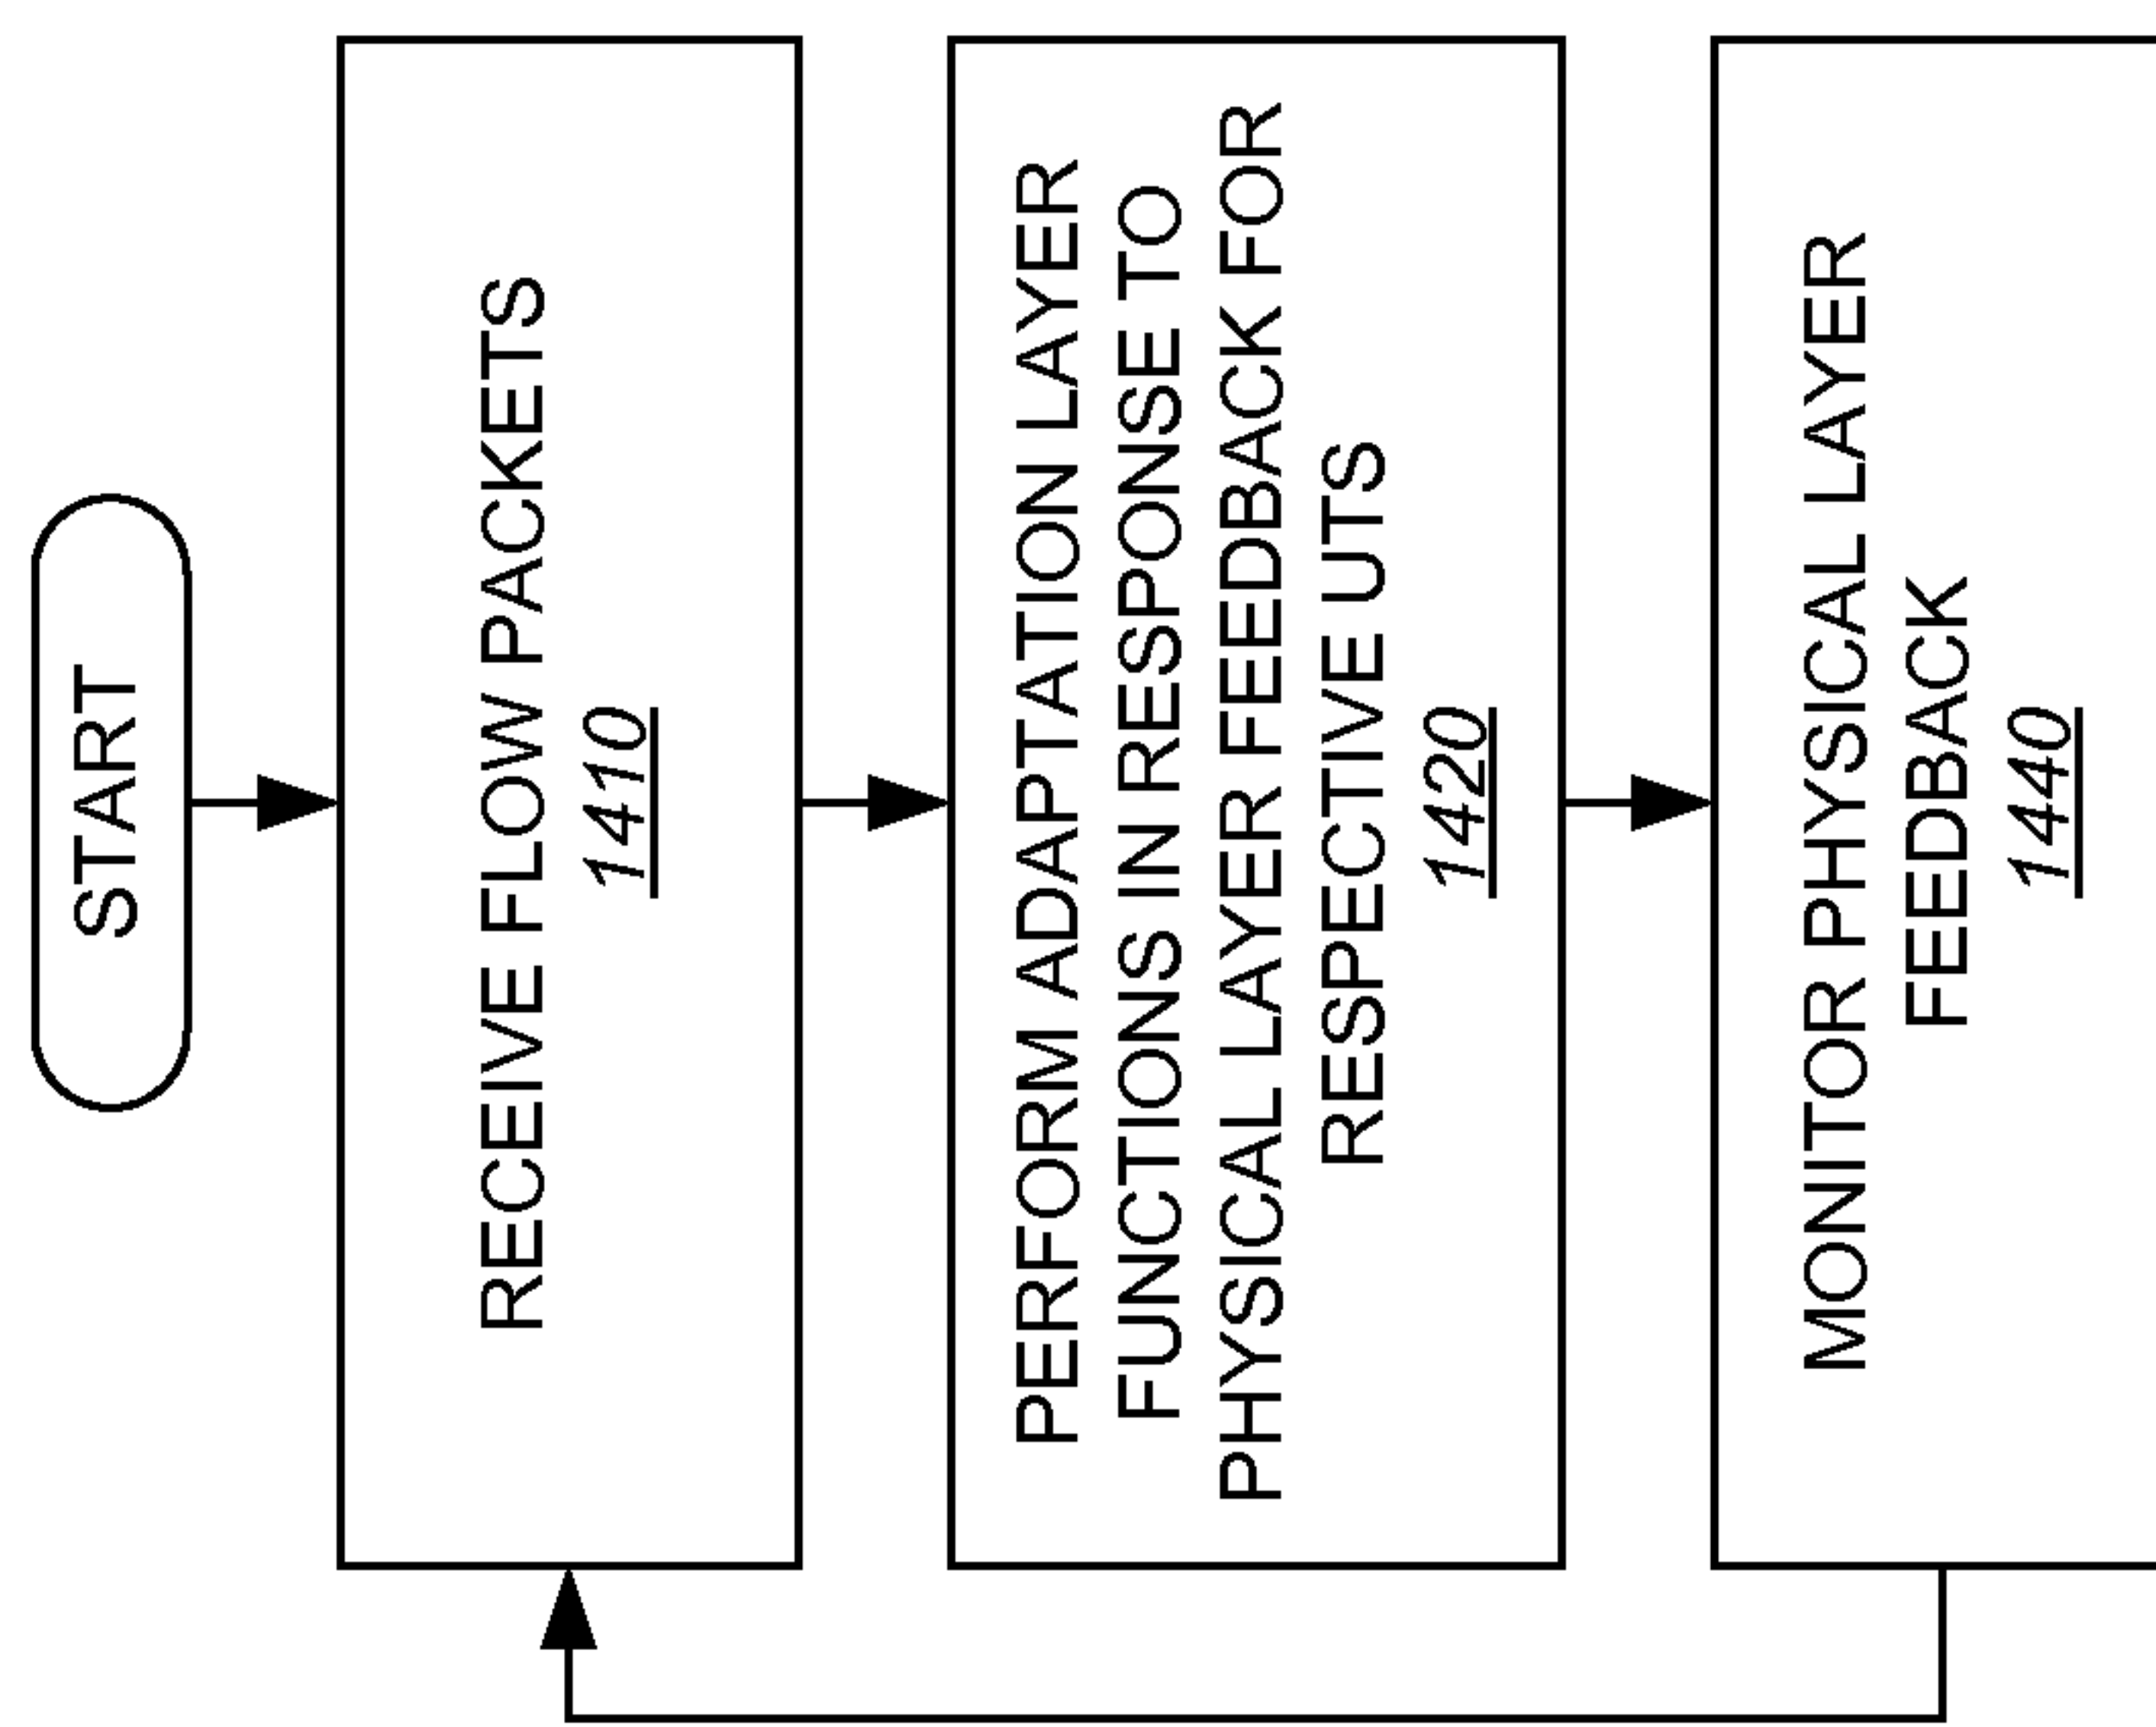 START
RECEIVE FLOW PACKETS
1410
PERFORM ADAPTATION LAYER
FUNCTIONS IN RESPONSE TO
PHYSICAL LAYER FEEDBACK FOR
RESPECTIVE UTS
1420
MONITOR PHYSICAL LAYER
FEEDBACK
1440